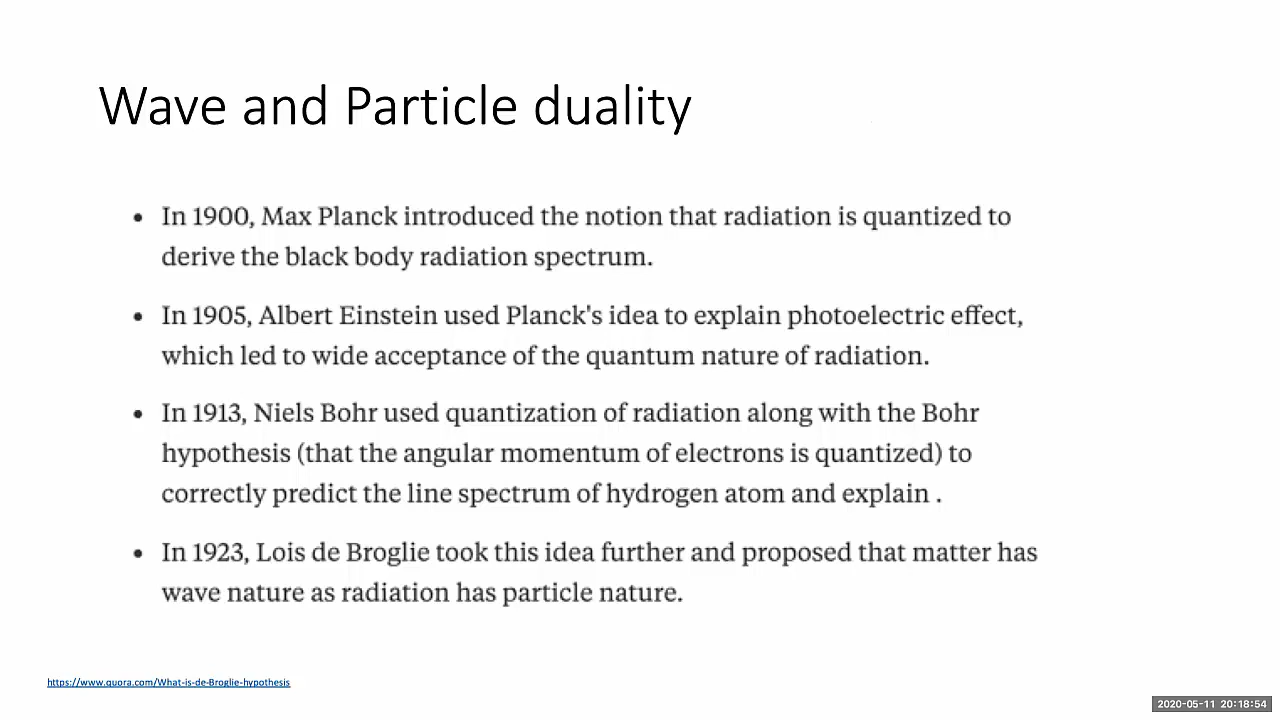 Wave and Particle duality
• In 1900, Max Planck introduced the notion that radiation is quantized to
derive the black body radiation spectrum.
• In 1905, Albert Einstein used Planck's idea to explain photoelectric effect,
which led to wide acceptance of the quantum nature of radiation.
• In 1913, Niels Bohr used quantization of radiation along with the Bohr
hypothesis (that the angular momentum of electrons is quantized) to
correctly predict the line spectrum of hydrogen atom and explain .
• In 1923, Lois de Broglie took this idea further and proposed that matter has
wave nature as radiation has particle nature.
https://www.quora.com/What-is-de-Broglie-hypothesis
2020-05-11 20:18:54